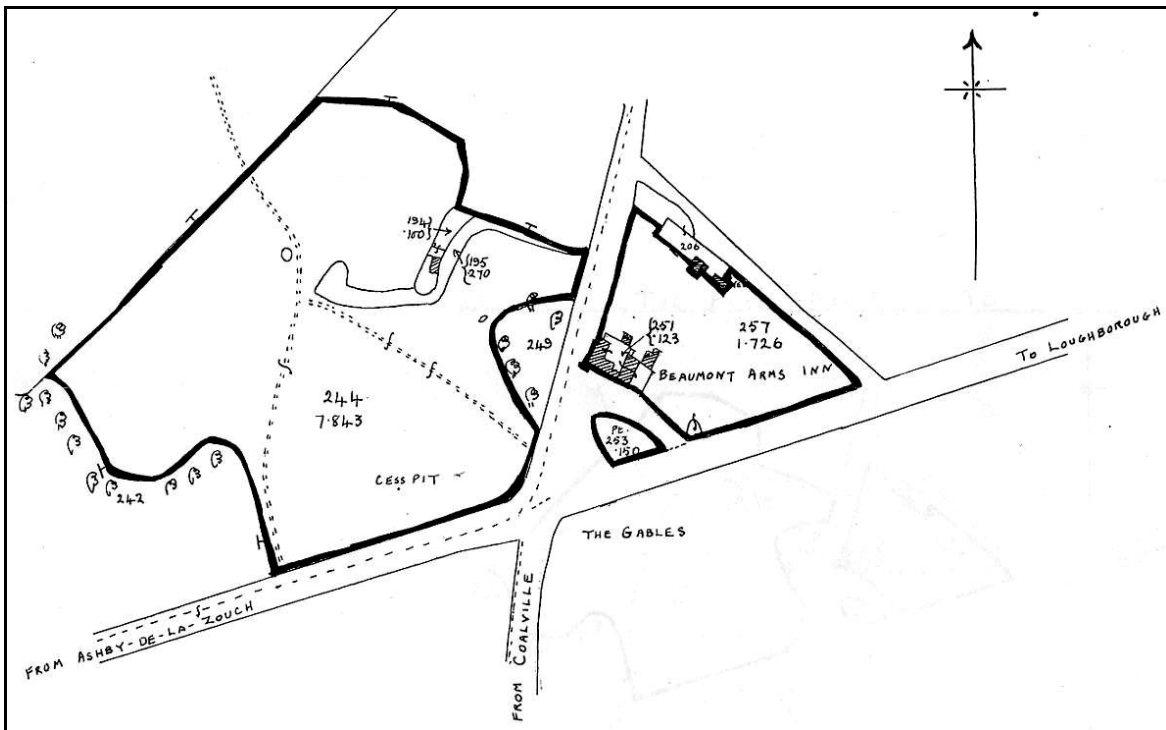 194
.100
195
.270
206
249
251
.123
257
1.726
BEAUMONT ARMS INN
TO LOUGHBOROUGH
244
7.843
PT.
253
.150
CESS PIT
242
THE GABLES
FROM ASHBY-DE-LA-ZOUCH
FROM COALVILLE